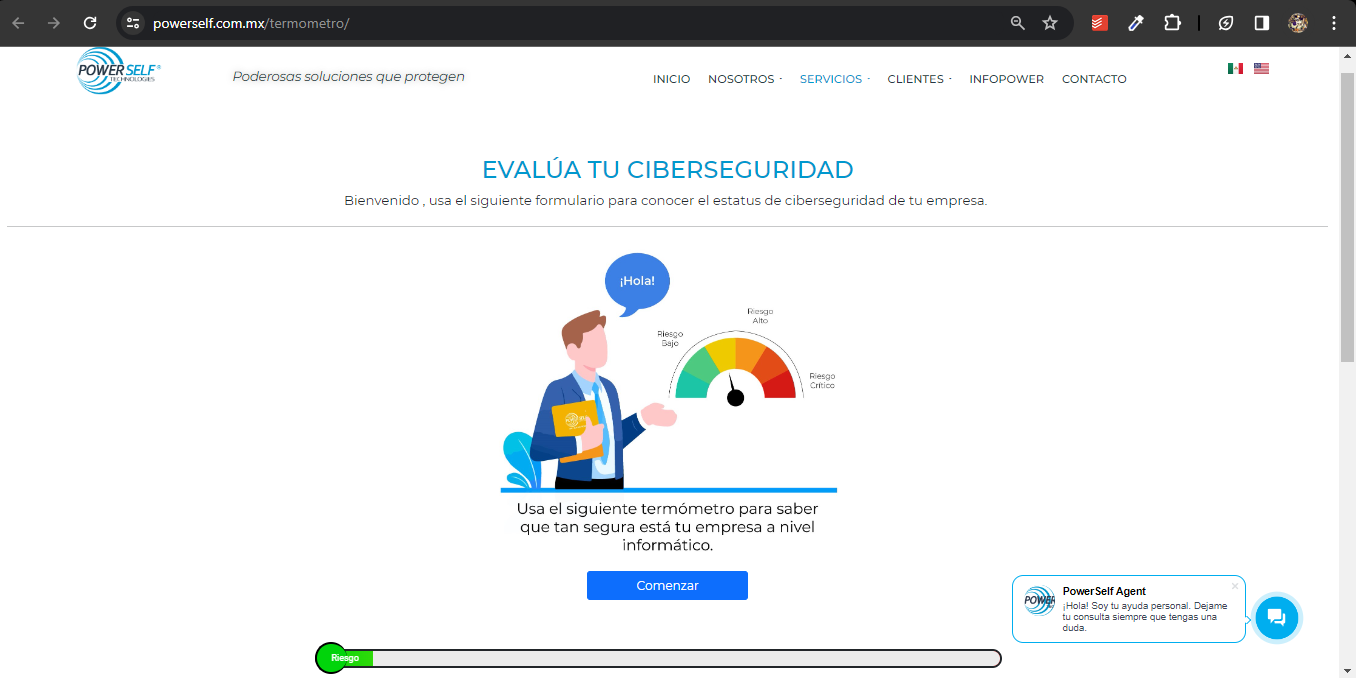 powerself.com.mx/termometro/
POWERSELF®
TECHNOLOGIES
Poderosas soluciones que protegen
INICIO NOSOTROS SERVICIOS CLIENTES INFOPOWER CONTACTO
EVALÚA TU CIBERSEGURIDAD
Bienvenido , usa el siguiente formulario para conocer el estatus de ciberseguridad de tu empresa.
¡Hola!
Riesgo
Alto
Riesgo
Bajo
Riesgo
Crítico
Usa el siguiente termómetro para saber
que tan segura está tu empresa a nivel
informático.
Comenzar
POWER
PowerSelf Agent
¡Hola! Soy tu ayuda personal. Dejame
tu consulta siempre que tengas una
duda.
Riesgo